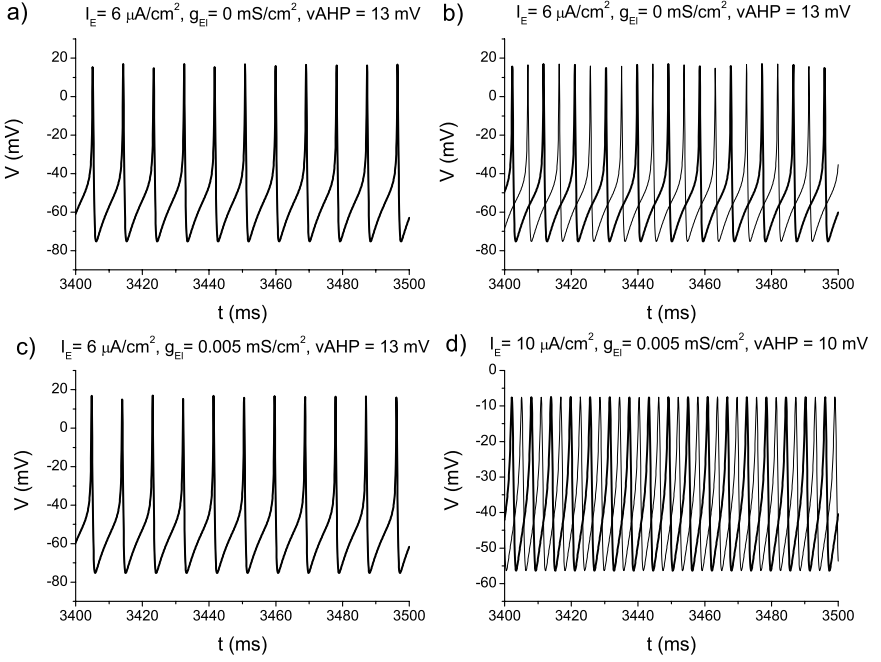 a) I_E= 6 μA/cm², g_EI= 0 mS/cm², vAHP = 13 mV
20
0
-20
-40
-60
-80
V (mV)
3400 3420 3440 3460 3480 3500
t (ms)
b) I_E= 6 μA/cm², g_EI= 0 mS/cm², vAHP = 13 mV
20
0
-20
-40
-60
-80
V (mV)
3400 3420 3440 3460 3480 3500
t (ms)
c) I_E= 6 μA/cm², g_EI= 0.005 mS/cm², vAHP = 13 mV
20
0
-20
-40
-60
-80
V (mV)
3400 3420 3440 3460 3480 3500
t (ms)
d) I_E= 10 μA/cm², g_EI= 0.005 mS/cm², vAHP = 10 mV
0
-10
-20
-30
-40
-50
-60
V (mV)
3400 3420 3440 3460 3480 3500
t (ms)